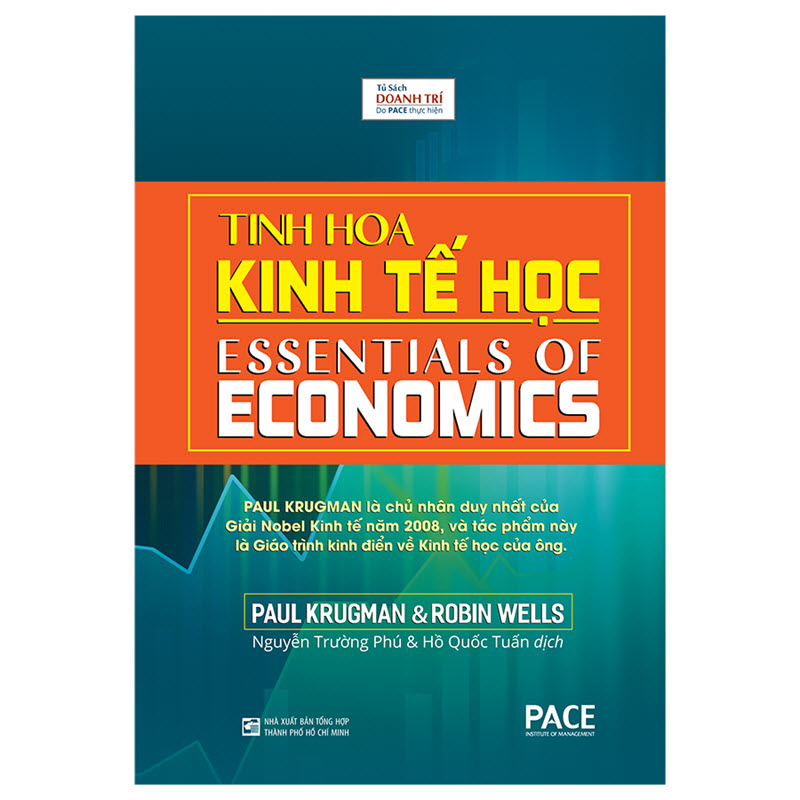 Tủ Sách
DOANH TRÍ
Do PACE thực hiện
TINH HOA
KINH TẾ HỌC
ESSENTIALS OF
ECONOMICS
PAUL KRUGMAN là chủ nhân duy nhất của
Giải Nobel Kinh tế năm 2008, và tác phẩm này
là Giáo trình kinh điển về Kinh tế học của ông.
PAUL KRUGMAN & ROBIN WELLS
Nguyễn Trường Phú & Hồ Quốc Tuấn dịch
NHÀ XUẤT BẢN TỔNG HỢP
THÀNH PHỐ HỒ CHÍ MINH
PACE
INSTITUTE OF MANAGEMENT